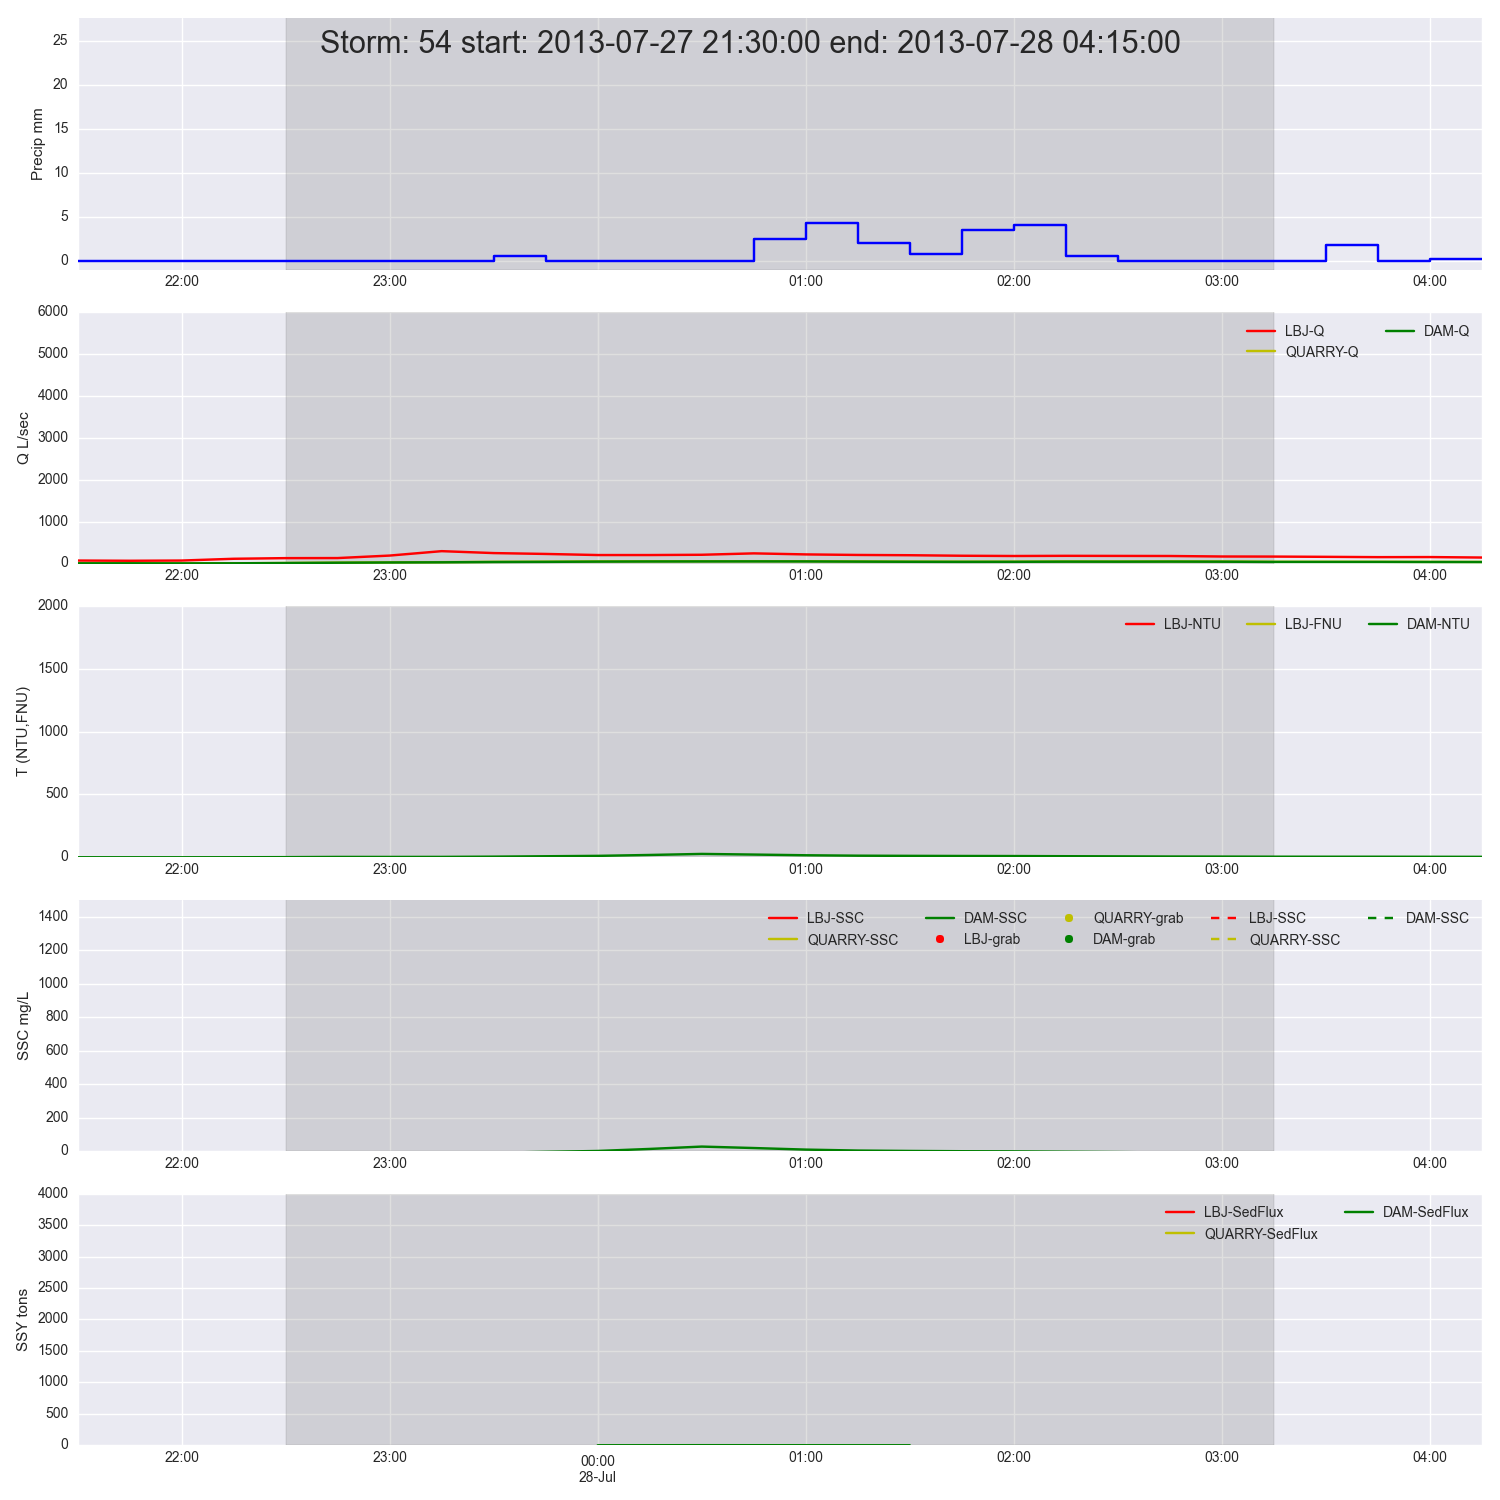 Storm: 54 start: 2013-07-27 21:30:00 end: 2013-07-28 04:15:00
Precip mm
25
20
15
10
5
0
22:00 23:00 01:00 02:00 03:00 04:00
Q L/sec
6000
5000
4000
3000
2000
1000
0
LBJ-Q DAM-Q
QUARRY-Q
22:00 23:00 01:00 02:00 03:00 04:00
T (NTU,FNU)
2000
1500
1000
500
0
LBJ-NTU LBJ-FNU DAM-NTU
22:00 23:00 01:00 02:00 03:00 04:00
SSC mg/L
1400
1200
1000
800
600
400
200
0
LBJ-SSC DAM-SSC QUARRY-grab LBJ-SSC DAM-SSC
QUARRY-SSC LBJ-grab DAM-grab QUARRY-SSC
22:00 23:00 01:00 02:00 03:00 04:00
SSY tons
4000
3500
3000
2500
2000
1500
1000
500
0
LBJ-SedFlux DAM-SedFlux
QUARRY-SedFlux
22:00 23:00 00:00 01:00 02:00 03:00 04:00
28-Jul